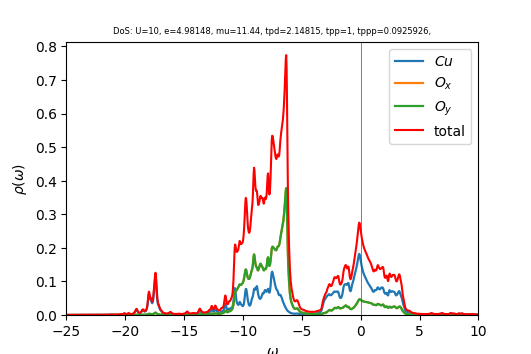 DoS: U=10, e=4.98148, mu=11.44, tpd=2.14815, tpp=1, tppp=0.0925926,
0.8
0.7
0.6
0.5
0.4
0.3
0.2
0.1
0.0
ρ(ω)
Cu
Oₓ
Oᵧ
total
−25 −20 −15 −10 −5 0 5 10
ω